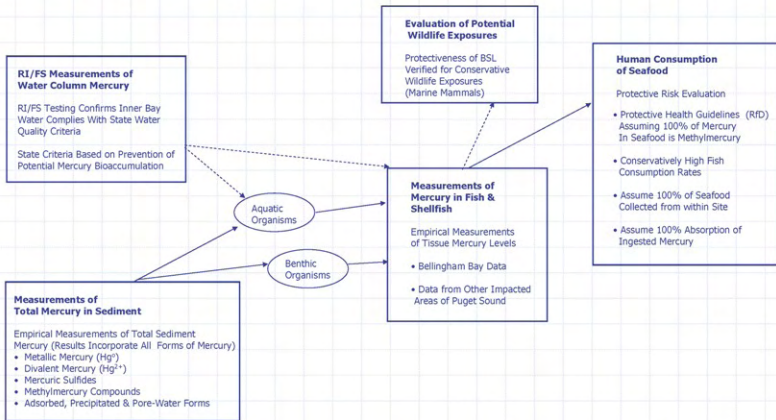 Evaluation of Potential
Wildlife Exposures
Protectiveness of BSL
Verified for Conservative
Wildlife Exposures
(Marine Mammals)
Human Consumption
of Seafood
Protective Risk Evaluation
• Protective Health Guidelines (RfD)
Assuming 100% of Mercury
In Seafood is Methylmercury
• Conservatively High Fish
Consumption Rates
• Assume 100% of Seafood
Collected from within Site
• Assume 100% Absorption of
Ingested Mercury
RI/FS Measurements of
Water Column Mercury
RI/FS Testing Confirms Inner Bay
Water Complies With State Water
Quality Criteria
State Criteria Based on Prevention of
Potential Mercury Bioaccumulation
Aquatic
Organisms
Benthic
Organisms
Measurements of
Mercury in Fish &
Shellfish
Empirical Measurements
of Tissue Mercury Levels
• Bellingham Bay Data
• Data from Other Impacted
Areas of Puget Sound
Measurements of
Total Mercury in Sediment
Empirical Measurements of Total Sediment
Mercury (Results Incorporate All Forms of Mercury)
• Metallic Mercury (Hg⁰)
• Divalent Mercury (Hg²⁺)
• Mercuric Sulfides
• Methylmercury Compounds
• Adsorbed, Precipitated & Pore-Water Forms